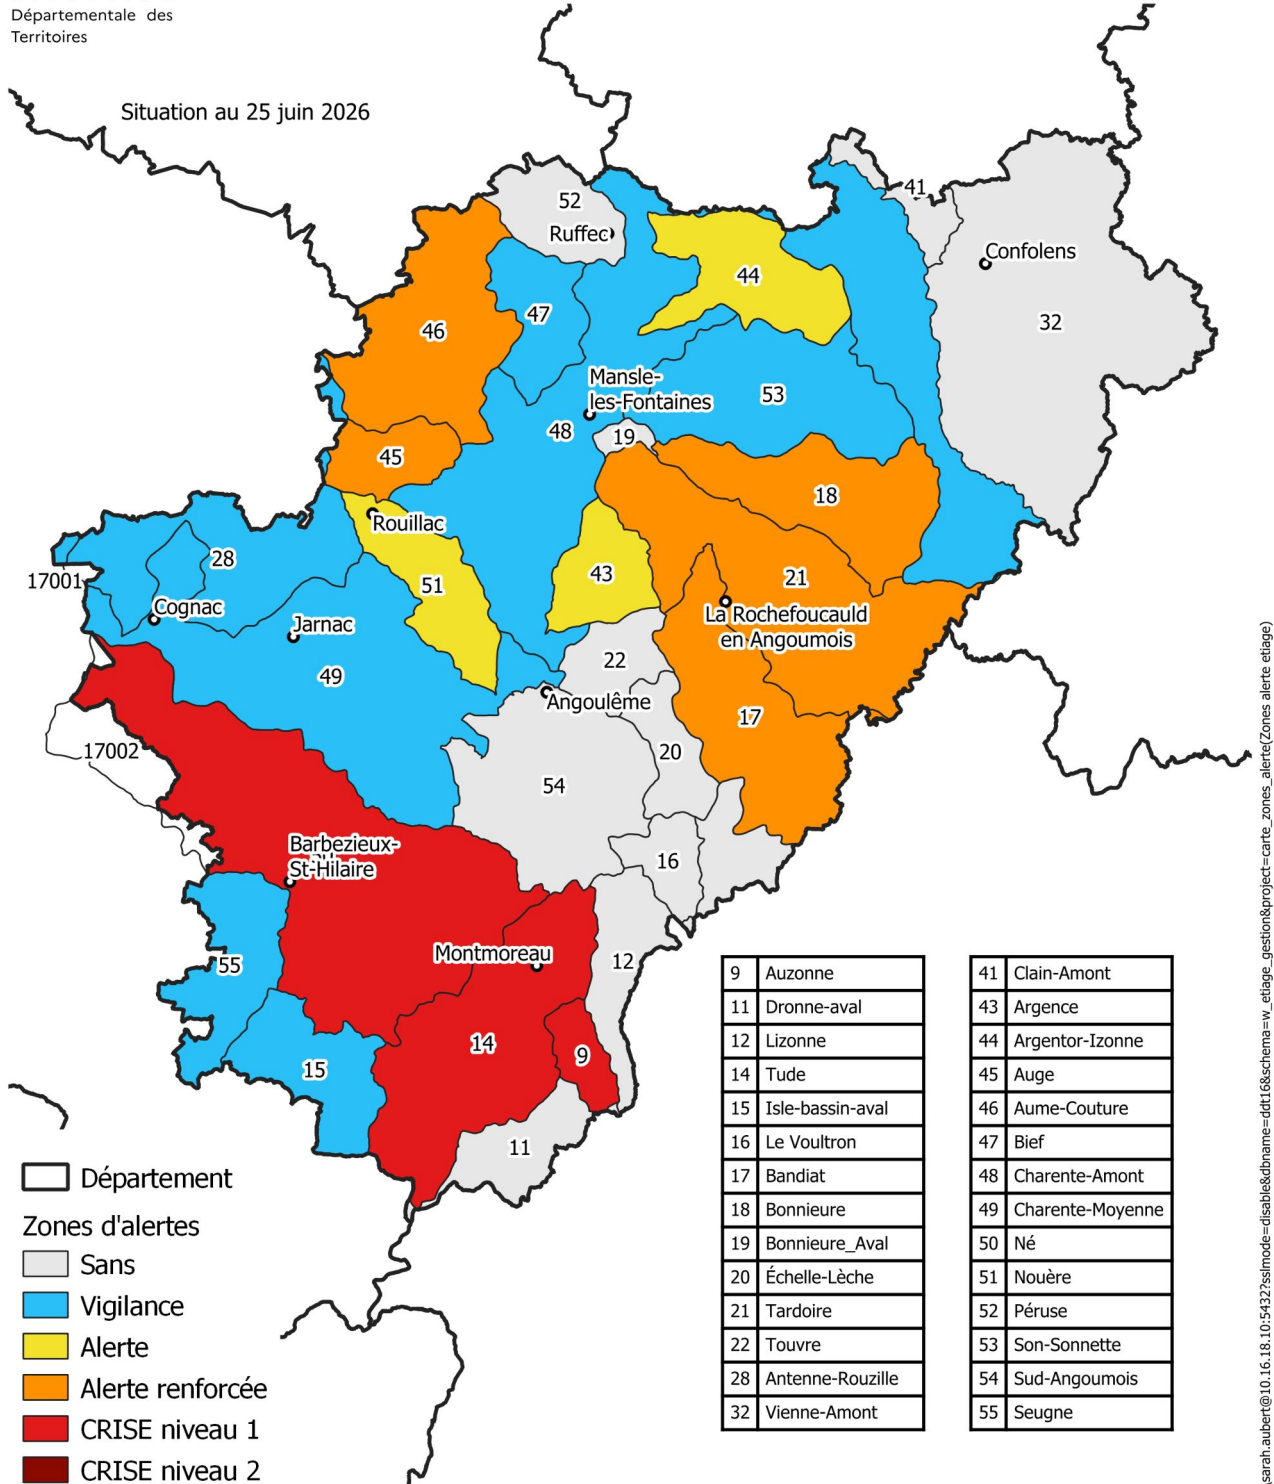 Départementale des
Territoires
Situation au 25 juin 2026
52
Ruffec
41
Confolens
44
32
47
46
Mansle-
les-Fontaines
53
48
19
45
18
Rouillac
28
17001
51
43
21
Cognac
La Rochefoucauld
en Angoumois
Jarnac
22
49
Angoulême
17
20
17002
54
Barbezieux-
St-Hilaire
16
Montmoreau
12
55
14
9
15
11
9 Auzonne
11 Dronne-aval
12 Lizonne
14 Tude
15 Isle-bassin-aval
16 Le Voultron
17 Bandiat
18 Bonnieure
19 Bonnieure_Aval
20 Échelle-Lèche
21 Tardoire
22 Touvre
28 Antenne-Rouzille
32 Vienne-Amont
41 Clain-Amont
43 Argence
44 Argentor-Izonne
45 Auge
46 Aume-Couture
47 Bief
48 Charente-Amont
49 Charente-Moyenne
50 Né
51 Nouère
52 Péruse
53 Son-Sonnette
54 Sud-Angoumois
55 Seugne
Département
Zones d'alertes
Sans
Vigilance
Alerte
Alerte renforcée
CRISE niveau 1
CRISE niveau 2
sarah.aubert@10.16.18.10:5432?sslmode=disable&dbname=ddt16&schema=w_etiage_gestion&project=carte_zones_alerte(Zones alerte etiage)